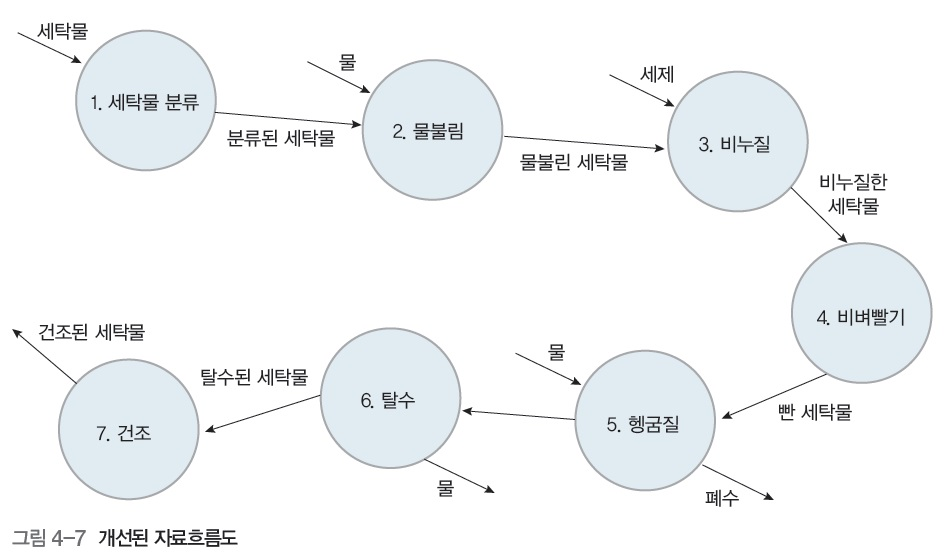 세탁물
1. 세탁물 분류
분류된 세탁물
물
2. 물불림
물불린 세탁물
세제
3. 비누질
비누질한
세탁물
4. 비벼빨기
빤 세탁물
물
5. 헹굼질
폐수
6. 탈수
물
탈수된 세탁물
7. 건조
건조된 세탁물
그림 4-7 개선된 자료흐름도